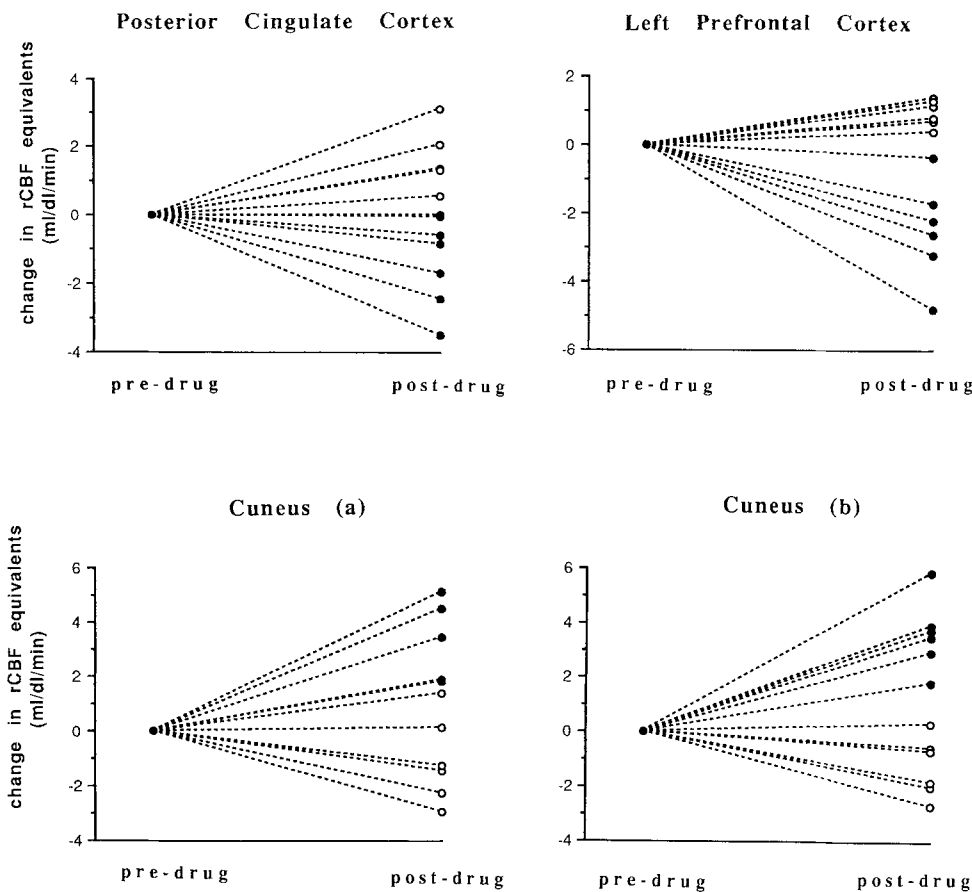 Posterior Cingulate Cortex
Left Prefrontal Cortex
change in rCBF equivalents
(ml/dl/min)
4
2
0
-2
-4
2
0
-2
-4
-6
pre-drug
post-drug
pre-drug
post-drug
Cuneus (a)
Cuneus (b)
change in rCBF equivalents
(ml/dl/min)
6
4
2
0
-2
-4
6
4
2
0
-2
-4
pre-drug
post-drug
pre-drug
post-drug